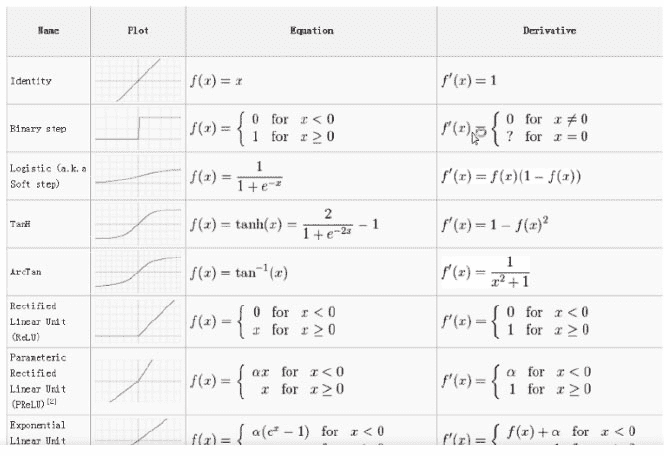 Name Plot Equation Derivative
Identity f(x) = x f′(x) = 1
Binary step f(x) = { 0 for x < 0 f′(x) = { 0 for x ≠ 0
1 for x ≥ 0 ? for x = 0
Logistic (a.k.a
Soft step) f(x) = 1 / (1 + e^{-x}) f′(x) = f(x)(1 − f(x))
TanH f(x) = tanh(x) = 2 / (1 + e^{-2x}) − 1 f′(x) = 1 − f(x)^2
ArcTan f(x) = tan^{-1}(x) f′(x) = 1 / (x^2 + 1)
Rectified
Linear Unit
(ReLU) f(x) = { 0 for x < 0 f′(x) = { 0 for x < 0
x for x ≥ 0 1 for x ≥ 0
Parameteric
Rectified
Linear Unit
(PReLU)[2] f(x) = { αx for x < 0 f′(x) = { α for x < 0
x for x ≥ 0 1 for x ≥ 0
Exponential
Linear Unit f(x) = { α(e^x − 1) for x < 0 f′(x) = { f(x) + α for x < 0